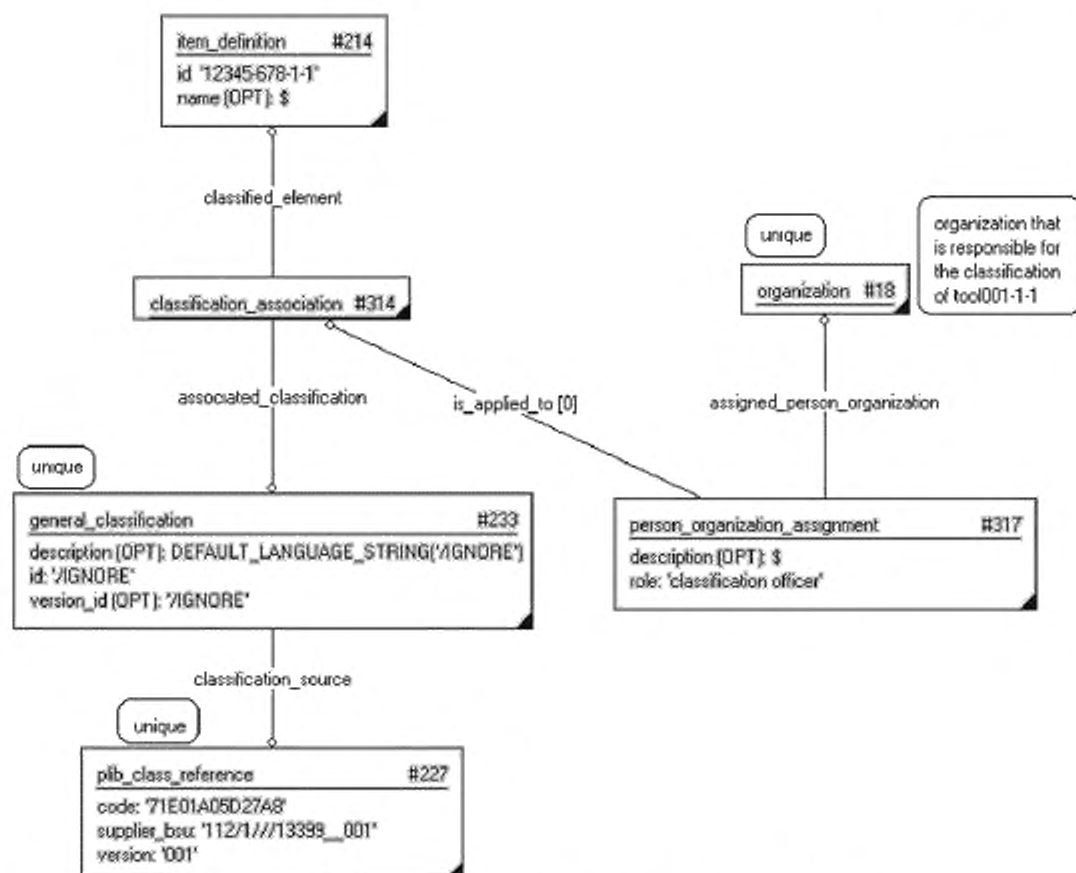 item_definition #214
id "12345-678-1-1"
name (OPT): $
classified_element
unique
organization that
is responsible for
the classification
of tool001-1-1
organization #18
classification_association #314
associated_classification
is_applied_to [0]
assigned_person_organization
unique
general_classification #233
description (OPT): DEFAULT_LANGUAGE_STRING('/IGNORE')
id: '/IGNORE"
version_id (OPT): "/IGNORE"
person_organization_assignment #317
description (OPT): $
role: 'classification officer'
classification_source
unique
plib_class_reference #227
code: '71E01A05D27A8'
supplier_bsu: "112/1///13399__001"
version: '001'